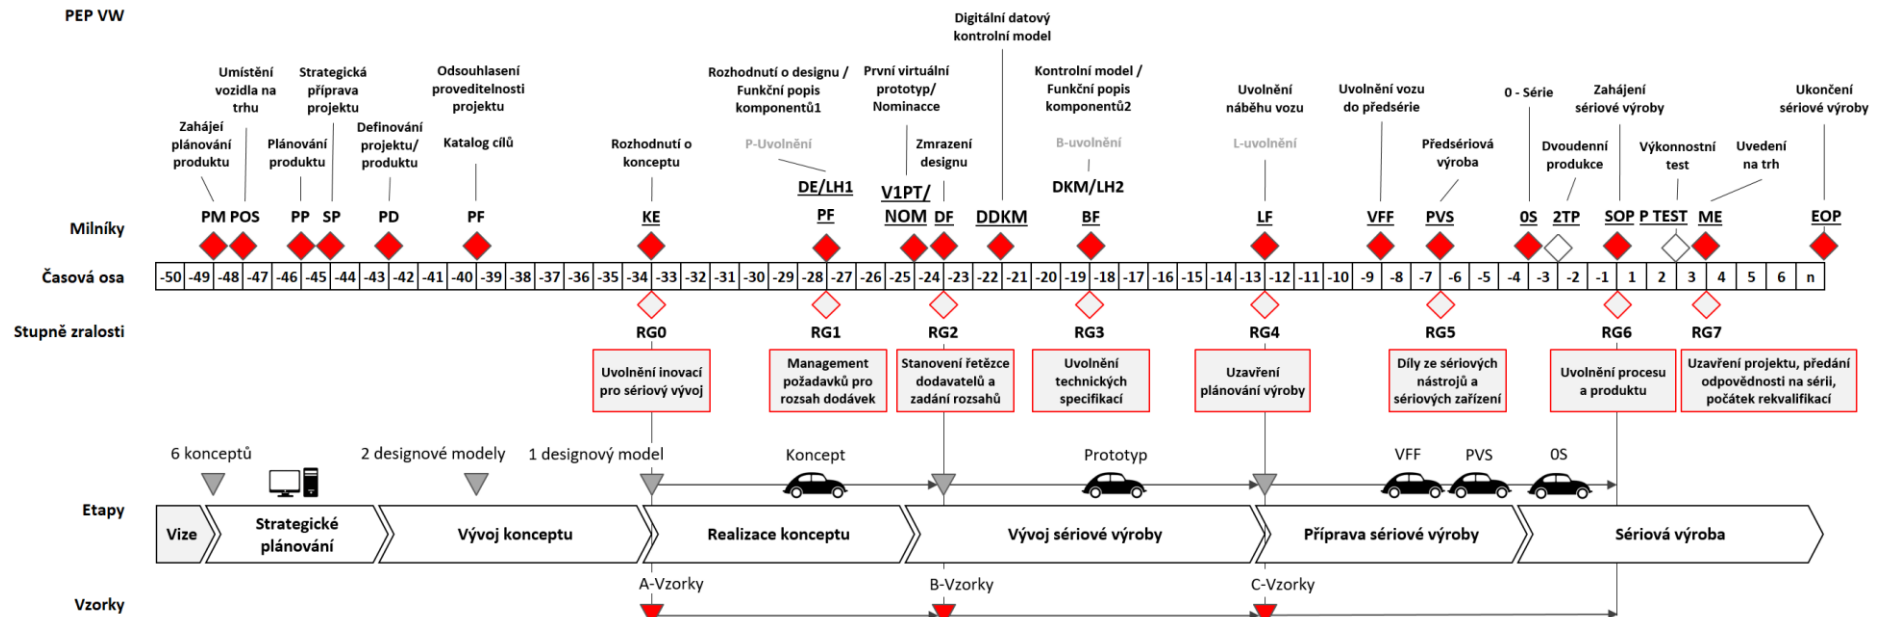 PEP VW
Digitální datový
kontrolní model
Umístění
vozidla na
trhu
Strategická
příprava
projektu
Odsouhlasení
proveditelnosti
projektu
Rozhodnutí o designu /
Funkční popis
komponentů1
První virtuální
prototyp/
Nominacce
Kontrolní model /
Funkční popis
komponentů2
Uvolnění
náběhu vozu
Uvolnění vozu
do předsérie
0 - Série
Zahájení
sériové výroby
Ukončení
sériové výroby
Zahájeí
plánování
produktu
Plánování
produktu
Definování
projektu/
produktu
Katalog cílů
Rozhodnutí o
konceptu
P-Uvolnění
Zmrazení
designu
B-uvolnění
L-uvolnění
Předsériová
výroba
Dvoudenní
produkce
Výkonnostní
test
Uvedení
na trh
DE/LH1
V1PT/
DKM/LH2
Milníky
PM POS PP SP PD PF KE PF NOM DF DDKM BF LF VFF PVS 0S 2TP SOP P TEST ME EOP
Časová osa
-50 -49 -48 -47 -46 -45 -44 -43 -42 -41 -40 -39 -38 -37 -36 -35 -34 -33 -32 -31 -30 -29 -28 -27 -26 -25 -24 -23 -22 -21 -20 -19 -18 -17 -16 -15 -14 -13 -12 -11 -10 -9 -8 -7 -6 -5 -4 -3 -2 -1 1 2 3 4 5 6 n
Stupně zralosti
RG0 RG1 RG2 RG3 RG4 RG5 RG6 RG7
Uvolnění inovací
pro sériový vývoj
Management
požadavků pro
rozsah dodávek
Stanovení řetězce
dodavatelů a
zadání rozsahů
Uvolnění
technických
specifikací
Uzavření
plánování výroby
Díly ze sériových
nástrojů a
sériových zařízení
Uvolnění procesu
a produktu
Uzavření projektu, předání
odpovědnosti na sérii,
počátek rekvalifikací
6 konceptů
2 designové modely
1 designový model
Koncept
Prototyp
VFF
PVS
0S
Etapy
Vize
Strategické
plánování
Vývoj konceptu
Realizace konceptu
Vývoj sériové výroby
Příprava sériové výroby
Sériová výroba
Vzorky
A-Vzorky
B-Vzorky
C-Vzorky